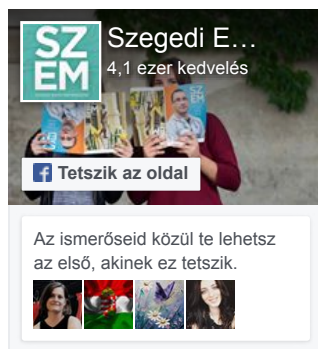 SZ
EM
Szegedi E…
4,1 ezer kedvelés
SZ
EM
Tetszik az oldal
Az ismerőseid közül te lehetsz
az első, akinek ez tetszik.